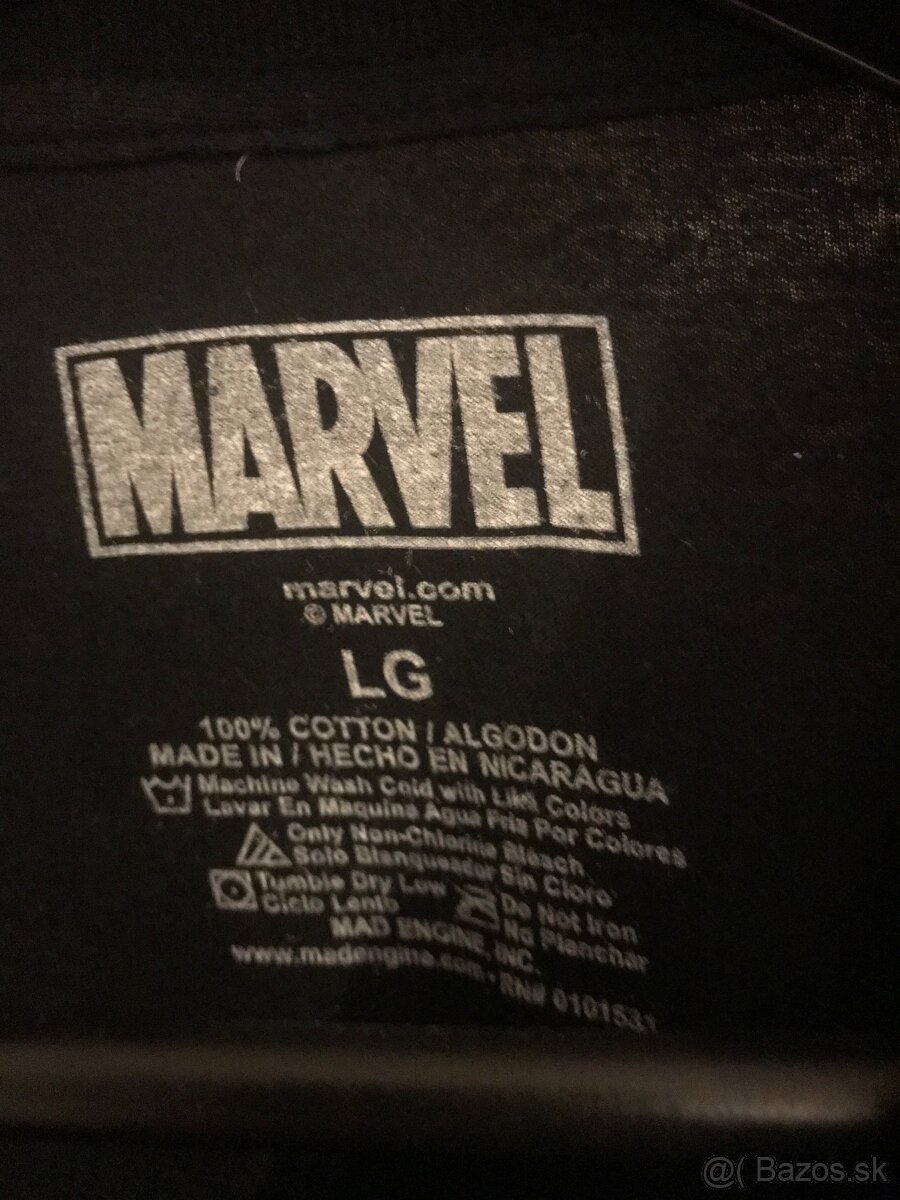 MARVEL
marvel.com
© MARVEL
LG
100% COTTON / ALGODON
MADE IN / HECHO EN NICARAGUA
Machine Wash Cold with Like Colors
Lavar En Maquina Agua Fria Por Colores
Only Non-Chlorine Bleach
Solo Blanqueador Sin Cloro
Tumble Dry Low
Ciclo Lento
Do Not Iron
No Planchar
MAD ENGINE, INC.
www.madengine.com • RN# 0101531
@( Bazos.sk